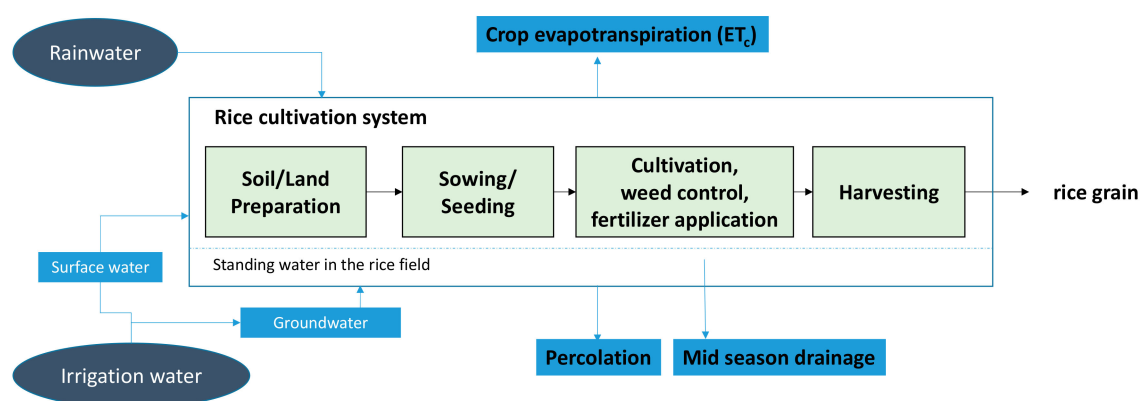 Rainwater
Crop evapotranspiration (ETc)
Rice cultivation system
Soil/Land
Preparation
Sowing/
Seeding
Cultivation,
weed control,
fertilizer application
Harvesting
rice grain
Surface water
Standing water in the rice field
Groundwater
Irrigation water
Percolation
Mid season drainage